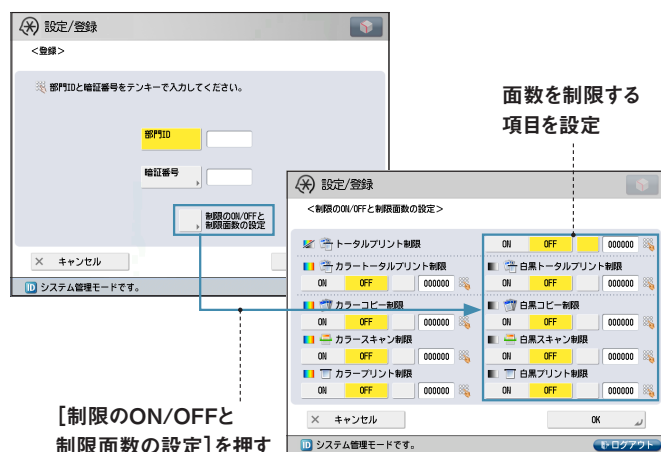 設定/登録
<登録>
部門IDと暗証番号をテンキーで入力してください。
部門ID
暗証番号
制限のON/OFFと
制限面数の設定
× キャンセル
ID システム管理モードです。
[制限のON/OFFと
制限面数の設定]を押す
面数を制限する
項目を設定
設定/登録
<制限のON/OFFと制限面数の設定>
トータルプリント制限 ON OFF 000000
カラートータルプリント制限 白黒トータルプリント制限
ON OFF 000000 ON OFF 000000
カラーコピー制限 白黒コピー制限
ON OFF 000000 ON OFF 000000
カラースキャン制限 白黒スキャン制限
ON OFF 000000 ON OFF 000000
カラープリント制限 白黒プリント制限
ON OFF 000000 ON OFF 000000
× キャンセル OK
ID システム管理モードです。 ログアウト